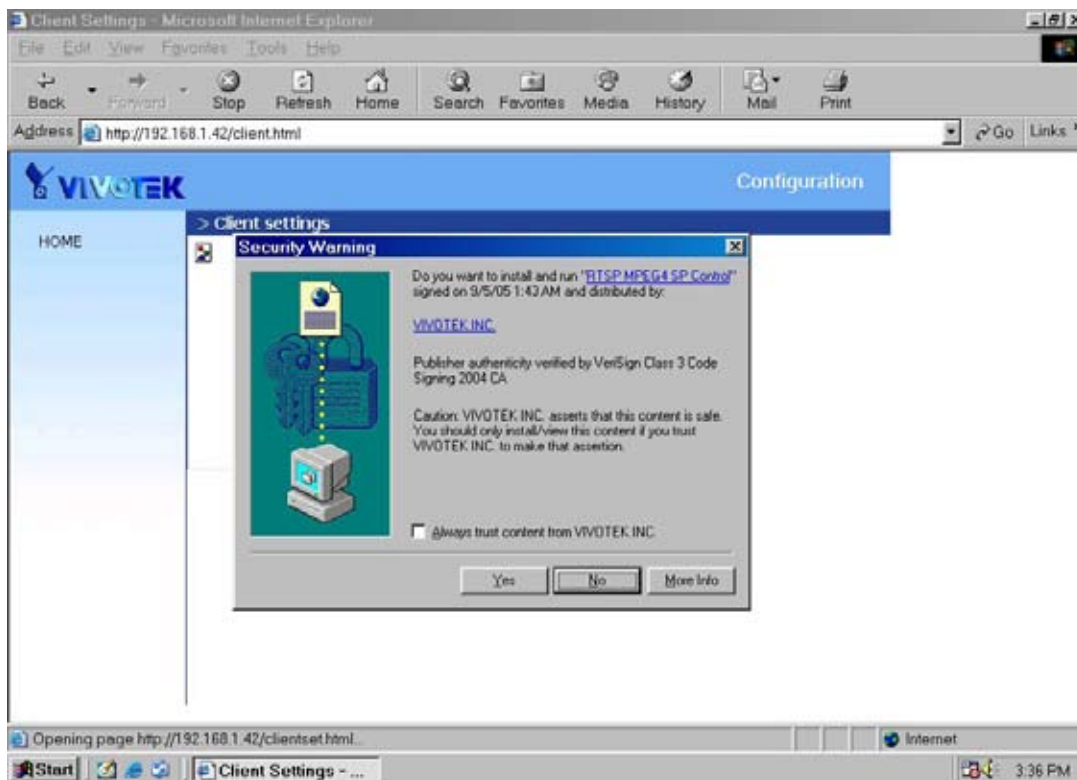 Client Settings - Microsoft Internet Explorer
File Edit View Favorites Tools Help
Back Forward Stop Refresh Home Search Favorites Media History Mail Print
Address http://192.168.1.42/client.html Go Links
VIVOTEK Configuration
> Client settings
HOME
Security Warning
Do you want to install and run "RTSP MPEG4 SP Control"
signed on 9/5/05 1:43 AM and distributed by:
VIVOTEK INC.
Publisher authenticity verified by VeriSign Class 3 Code
Signing 2004 CA
Caution: VIVOTEK INC. asserts that this content is safe.
You should only install/view this content if you trust
VIVOTEK INC. to make that assertion.
Always trust content from VIVOTEK INC.
Yes No More Info
Opening page http://192.168.1.42/clientset.html...
Internet
Start Client Settings - ... 3:36 PM